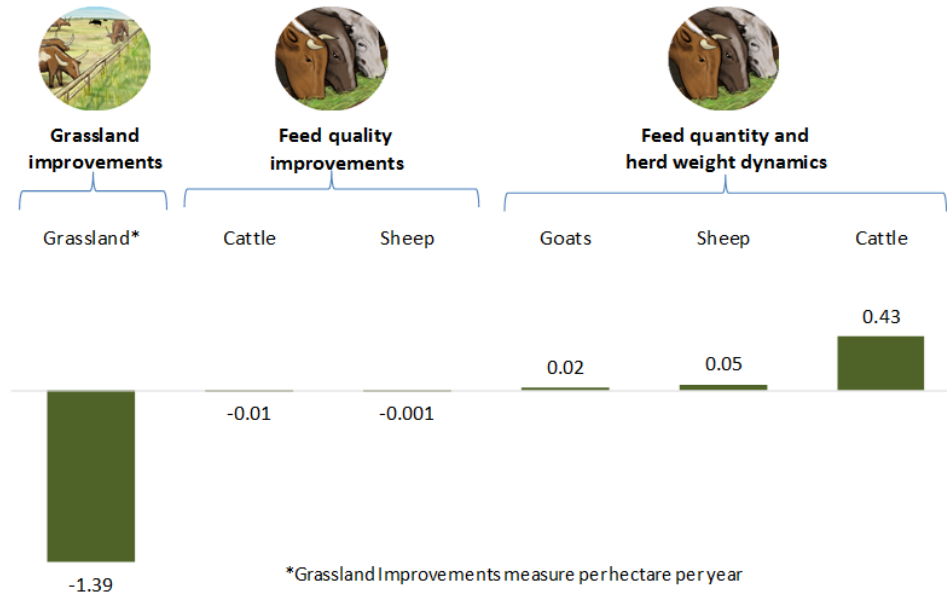 Grassland
improvements
Feed quality
improvements
Feed quantity and
herd weight dynamics
Grassland*
Cattle
Sheep
Goats
Sheep
Cattle
-1.39
-0.01
-0.001
0.02
0.05
0.43
*Grassland Improvements measure per hectare per year